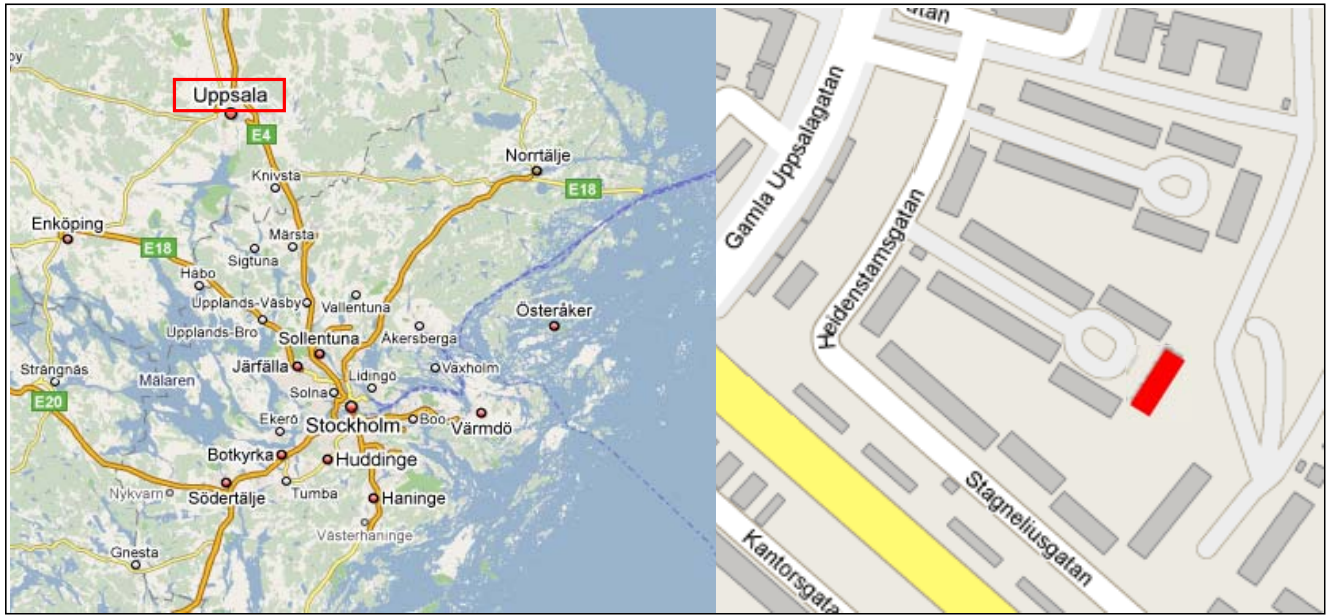 Uppsala
E4
Norrtälje
Knivsta
E18
Enköping
Märsta
E18
Sigtuna
Håbo
Upplands-Väsby
Vallentuna
Österåker
Upplands-Bro
Sollentuna
Åkersberga
Järfälla
Vaxholm
Strängnäs
Mälaren
Lidingö
Solna
E20
Ekerö
Stockholm
Boo
Värmdö
Botkyrka
Huddinge
Nykvarn
Södertälje
Tumba
Haninge
Västerhaninge
Gnesta
Gamla Uppsalagatan
Heidenstamsgatan
Stagneliusgatan
Kantorsgata